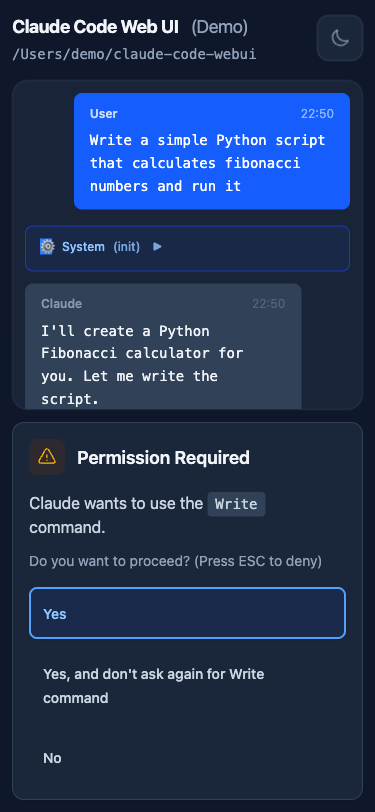 Claude Code Web UI (Demo)
/Users/demo/claude-code-webui
User 22:50
Write a simple Python script
that calculates fibonacci
numbers and run it
System (init)
Claude 22:50
I'll create a Python
Fibonacci calculator for
you. Let me write the
script.
Permission Required
Claude wants to use the Write
command.
Do you want to proceed? (Press ESC to deny)
Yes
Yes, and don't ask again for Write
command
No